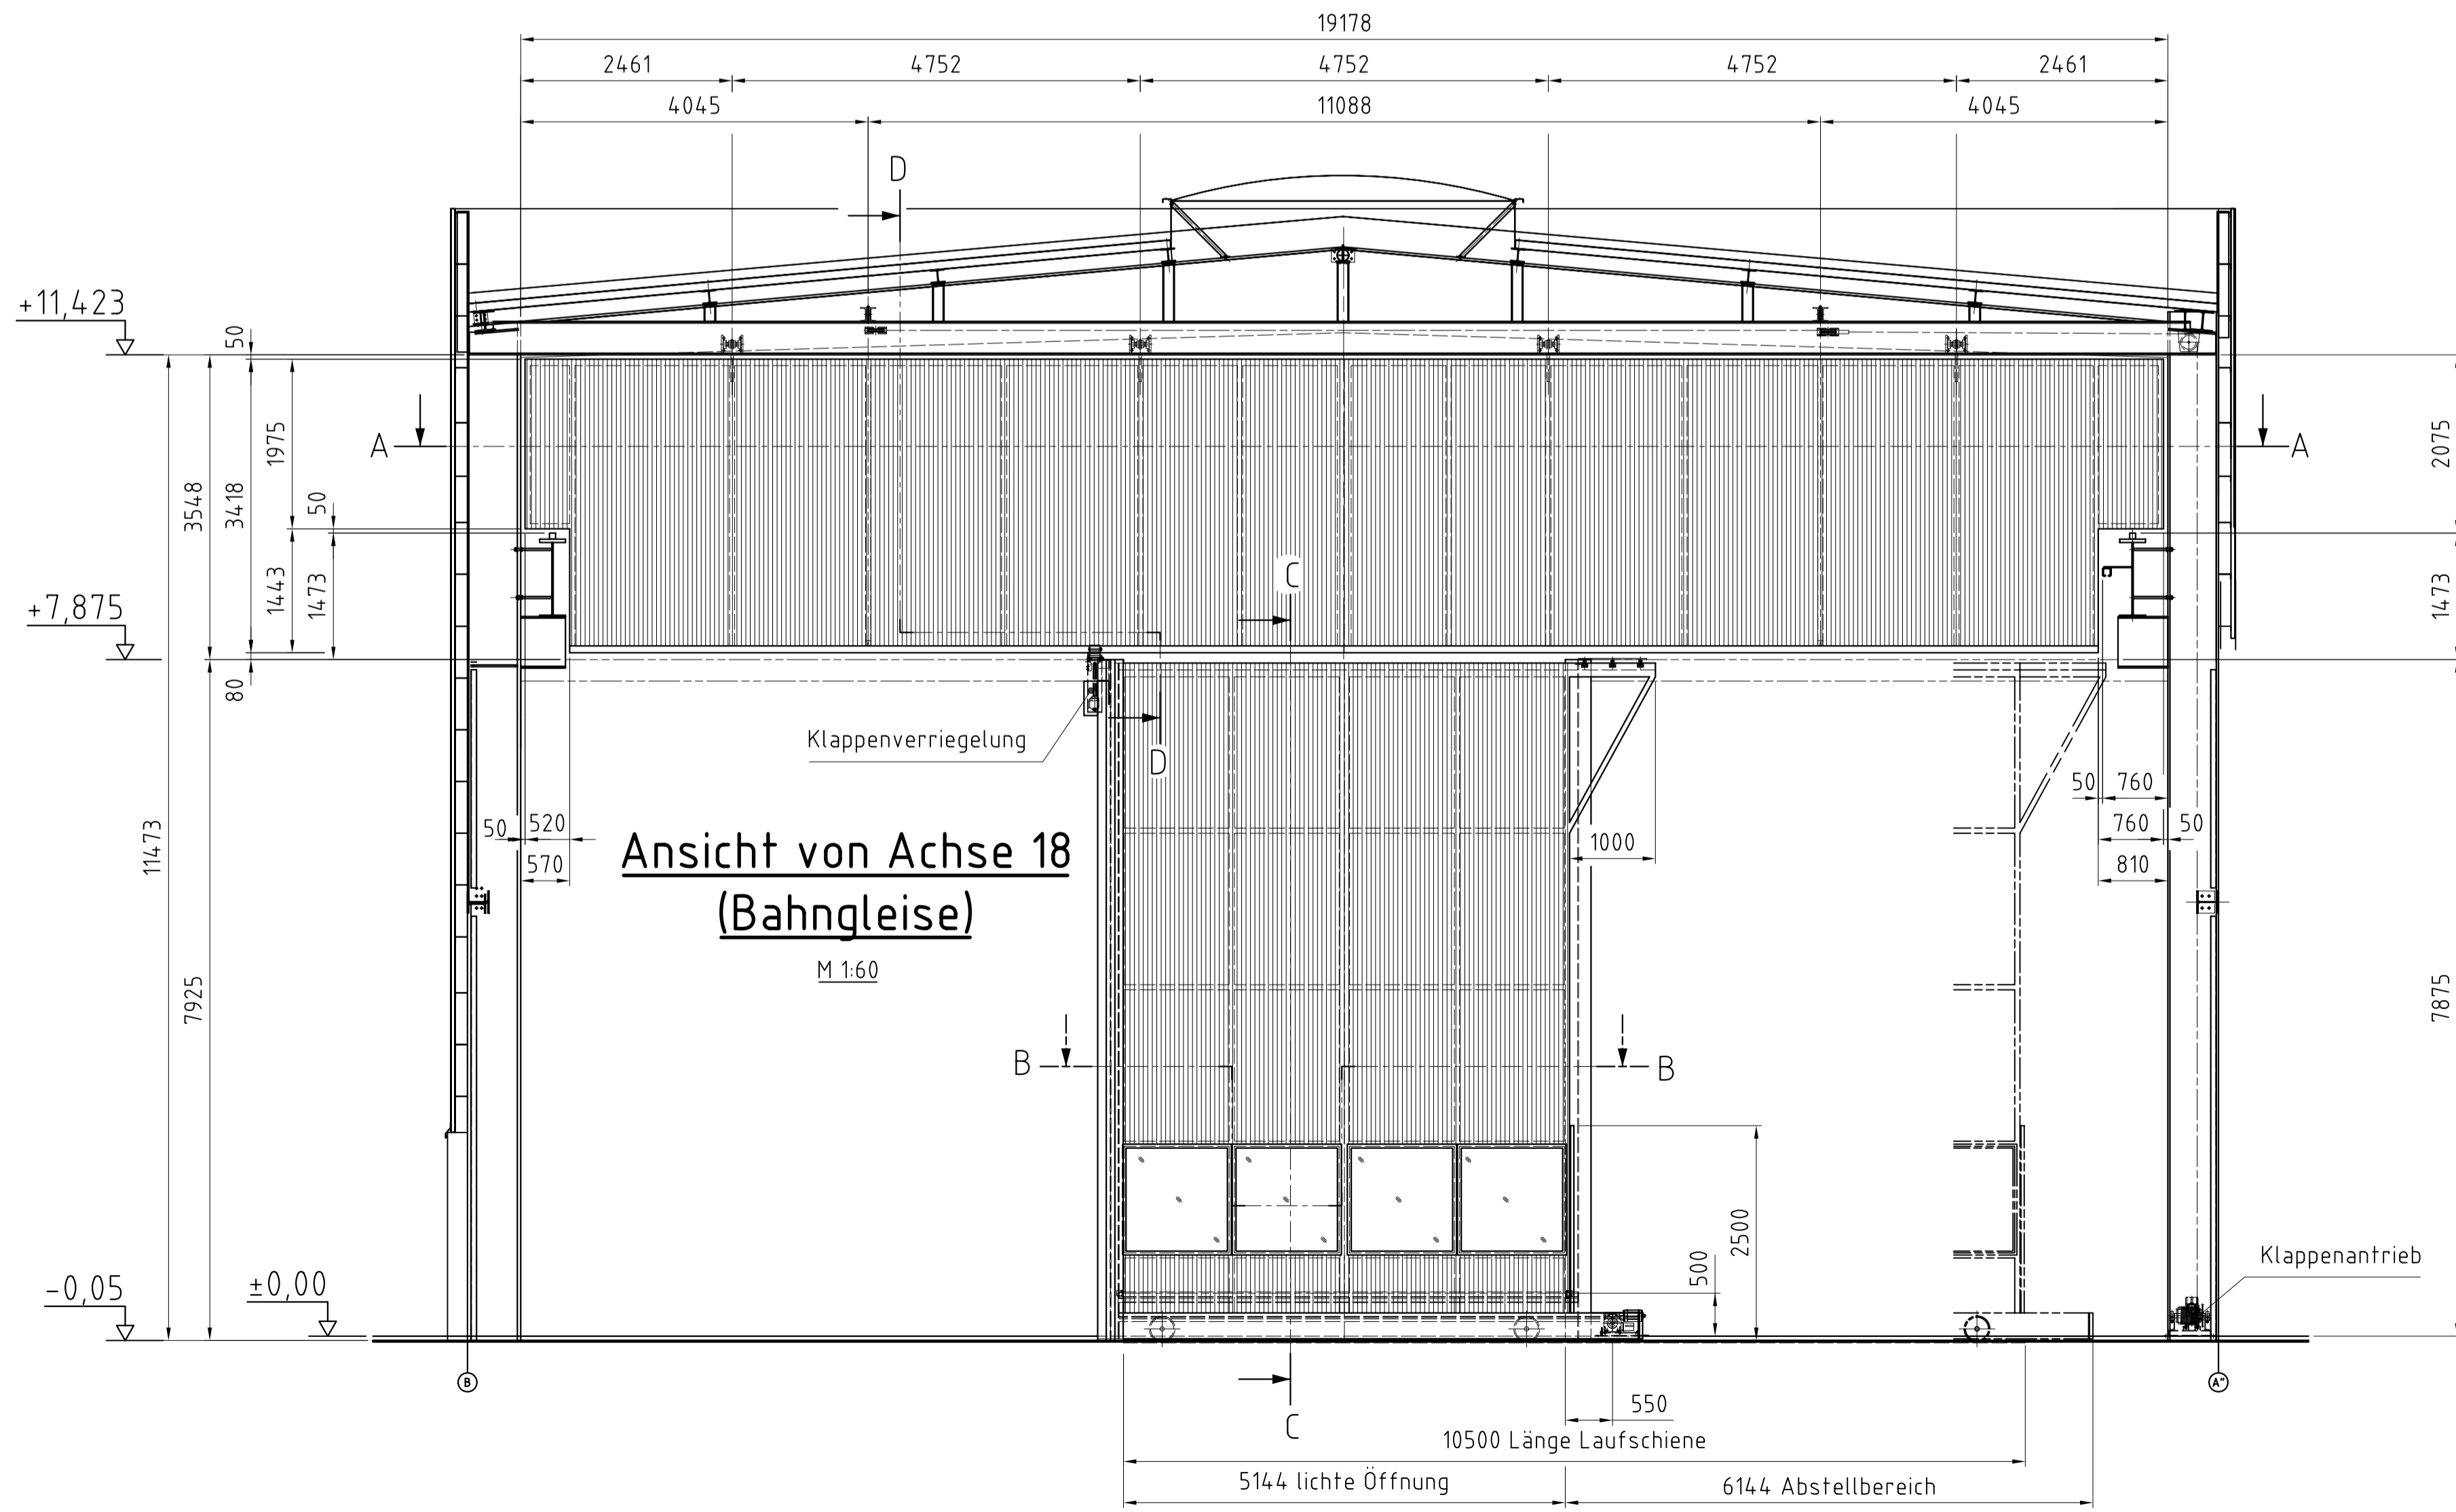 19178
2461 4752 4752 4752 2461
4045 11088 4045
D
+11,423
50
A
1975
3548
3418
50
2075
A
C
1443
1473
1473
+7,875
80
Klappenverriegelung
D
50 760
50 520
760 50
570
1000
810
Ansicht von Achse 18
(Bahngleise)
M 1:60
11473
7925
7875
B
B
2500
500
Klappenantrieb
-0,05
±0,00
B
A"
C
550
10500 Länge Laufschiene
5144 lichte Öffnung
6144 Abstellbereich